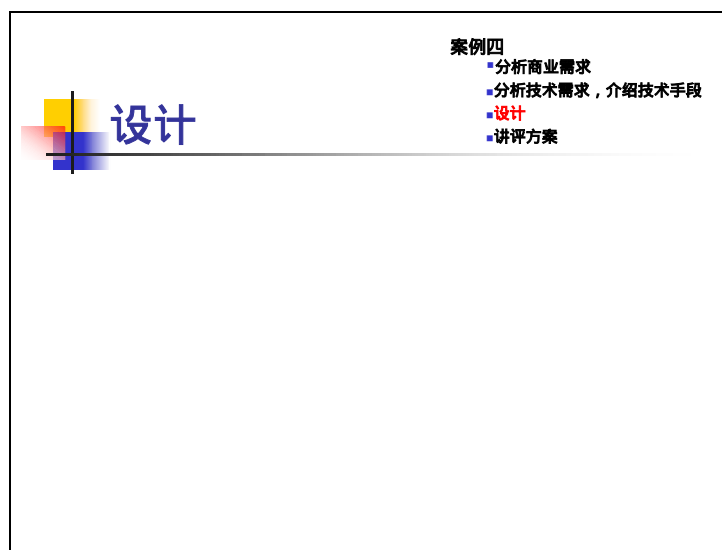 案例四
分析商业需求
分析技术需求，介绍技术手段
设计
讲评方案
设计